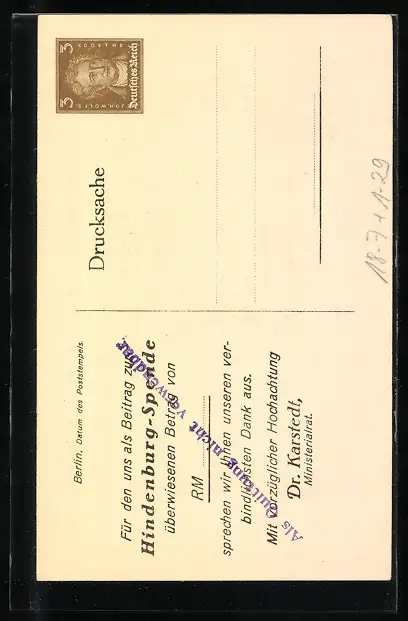 Berlin, Datum des Poststempels.
Für den uns als Beitrag zur
Hindenburg-Spende
überwiesenen Betrag von
RM
sprechen wir Ihnen unseren ver-
bindlichsten Dank aus.
Mit vorzüglicher Hochachtung
Dr. Karstedt,
Ministerialrat.
Als Quittung nicht verwendbar
Drucksache
3 3
Deutsches Reich
18-7+1-29